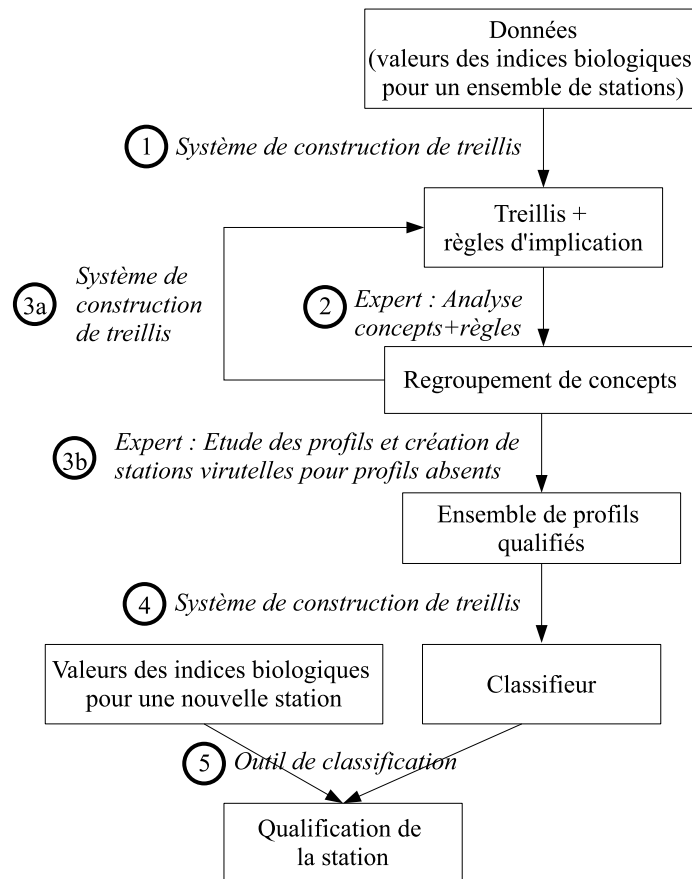 Données
(valeurs des indices biologiques
pour un ensemble de stations)
1 Système de construction de treillis
Treillis +
règles d'implication
3a
Système de
construction
de treillis
2
Expert : Analyse
concepts+règles
Regroupement de concepts
3b
Expert : Etude des profils et création de
stations virutelles pour profils absents
Ensemble de profils
qualifiés
4 Système de construction de treillis
Valeurs des indices biologiques
pour une nouvelle station
Classifieur
5 Outil de classification
Qualification de
la station